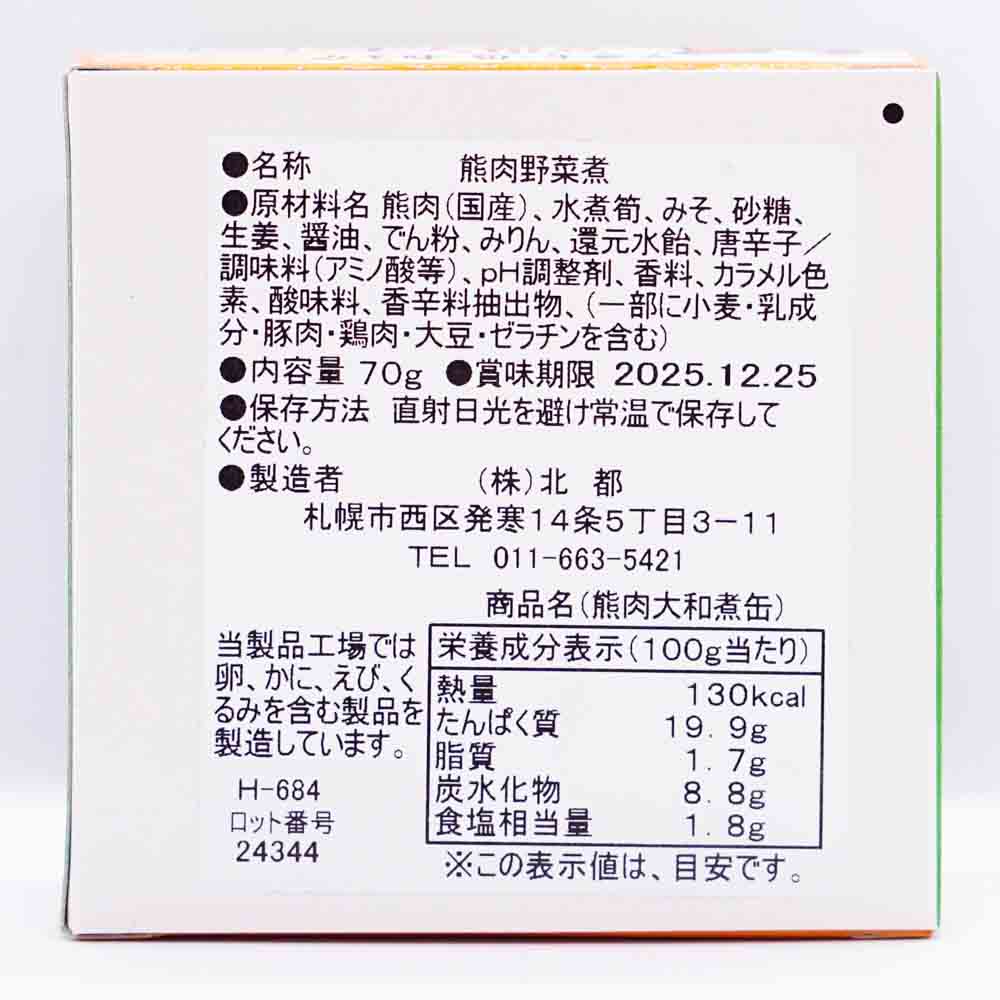 ●名称 熊肉野菜煮
●原材料名 熊肉(国産)、水煮筍、みそ、砂糖、
生姜、醤油、でん粉、みりん、還元水飴、唐辛子／
調味料(アミノ酸等)、pH調整剤、香料、カラメル色
素、酸味料、香辛料抽出物、(一部に小麦・乳成
分・豚肉・鶏肉・大豆・ゼラチンを含む)
●内容量 70g ●賞味期限 2025.12.25
●保存方法 直射日光を避け常温で保存して
ください。
●製造者 (株)北 都
札幌市西区発寒14条5丁目3-11
TEL 011-663-5421
商品名(熊肉大和煮缶)
当製品工場では
卵、かに、えび、く
るみを含む製品を
製造しています。
H-684
ロット番号
24344
栄養成分表示(100g当たり)
熱量 130kcal
たんぱく質 19.9g
脂質 1.7g
炭水化物 8.8g
食塩相当量 1.8g
※この表示値は、目安です。